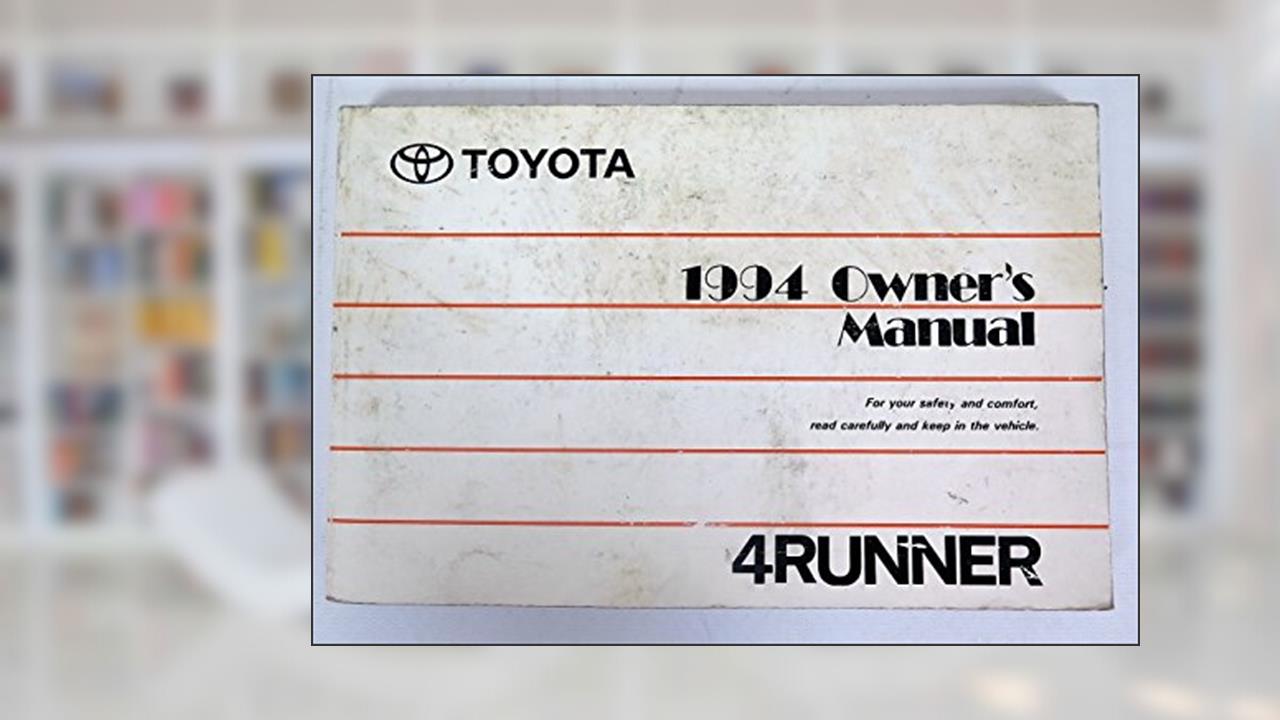 TOYOTA
1994 Owner's
Manual
For your safety and comfort,
read carefully and keep in the vehicle.
4RUNNER